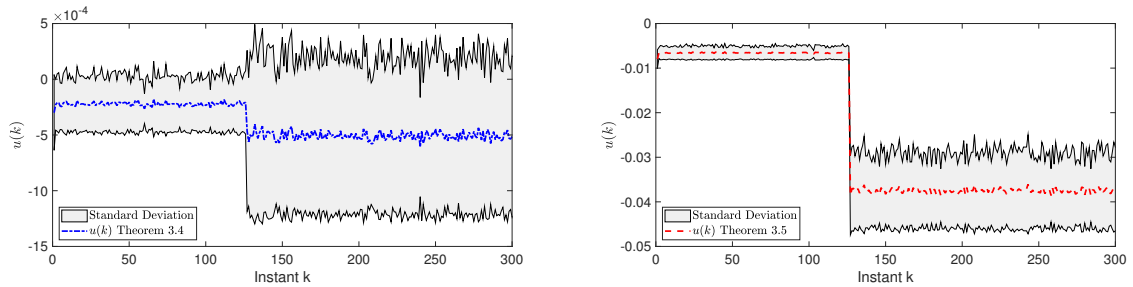 ×10⁻⁴
5
0
-5
-10
-15
u(k)
0 50 100 150 200 250 300
Instant k
Standard Deviation
u(k) Theorem 3.4
0
-0.01
-0.02
-0.03
-0.04
-0.05
u(k)
0 50 100 150 200 250 300
Instant k
Standard Deviation
u(k) Theorem 3.5